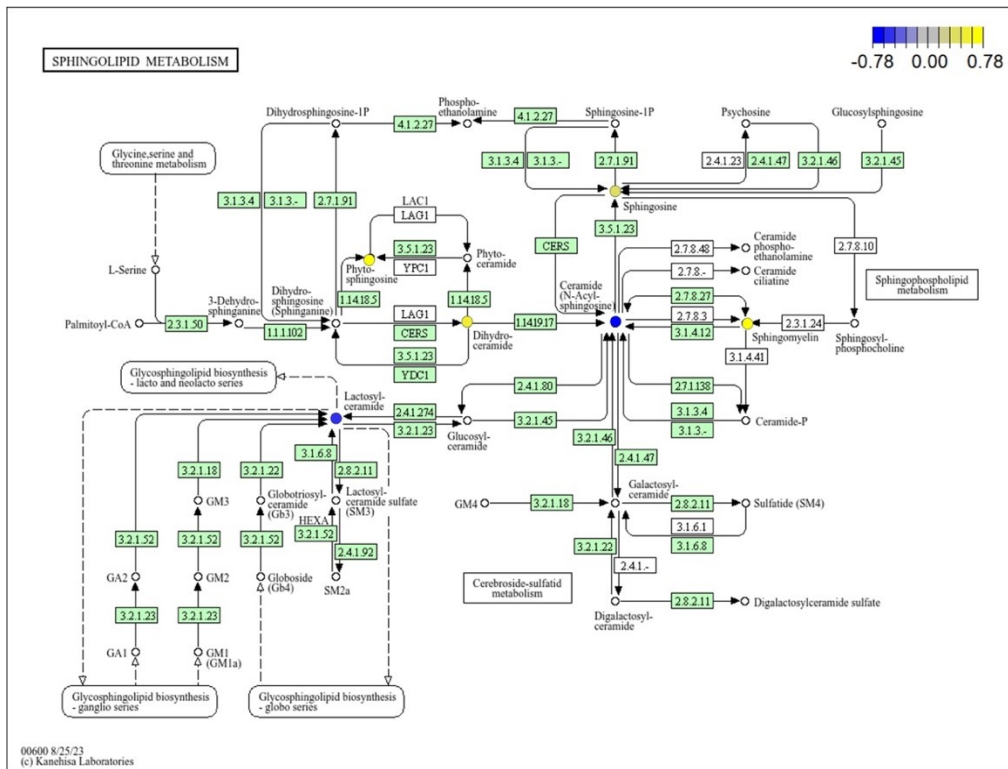 SPHINGOLIPID METABOLISM
-0.78 0.00 0.78
Dihydrosphingosine-1P
4.1.2.27
Phospho-
ethanolamine
4.1.2.27
Sphingosine-1P
Psychosine
Glucosylsphingosine
Glycine,serine and
threonine metabolism
3.1.3.4
3.1.3.-
2.7.1.91
LAC1
LAG1
3.5.1.23
YPC1
Phyto-
sphingosine
Phyto-
ceramide
1.14.18.5
1.14.18.5
3.1.3.4
3.1.3.-
2.7.1.91
2.4.1.23
2.4.1.47
3.2.1.46
3.2.1.45
Sphingosine
CERS
3.5.1.23
2.7.8.48
Ceramide
phospho-
ethanolamine
2.7.8.10
2.7.8.-
Ceramide
ciliatine
Sphingophospholipid
metabolism
L-Serine
Palmitoyl-CoA
2.3.1.50
3-Dehydro-
sphinganine
1.1.1.102
Dihydro-
sphingosine
(Sphinganine)
LAG1
CERS
3.5.1.23
YDC1
Dihydro-
ceramide
1.14.19.17
Ceramide
(N-Acyl-
sphingosine)
2.7.8.27
2.7.8.3
3.1.4.12
Sphingomyelin
2.3.1.24
Sphingosyl-
phosphocholine
3.1.4.41
Glycosphingolipid biosynthesis
- lacto and neolacto series
Lactosyl-
ceramide
2.4.1.274
3.2.1.23
Glucosyl-
ceramide
2.4.1.80
3.2.1.45
2.7.1.138
3.1.3.4
3.1.3.-
Ceramide-P
3.2.1.46
2.4.1.47
3.2.1.18
3.2.1.22
3.1.6.8
2.8.2.11
GM3
Globotriosyl-
ceramide
(Gb3)
Lactosyl-
ceramide sulfate
(SM3)
GM4
3.2.1.18
Galactosyl-
ceramide
2.8.2.11
Sulfatide (SM4)
3.1.6.1
3.1.6.8
3.2.1.52
3.2.1.52
3.2.1.52
HEXA
3.2.1.52
2.4.1.92
3.2.1.22
2.4.1.-
GA2
GM2
Globoside
(Gb4)
SM2a
Cerebroside-sulfatid
metabolism
3.2.1.23
3.2.1.23
Digalactosyl-
ceramide
2.8.2.11
Digalactosylceramide sulfate
GA1
GM1
(GM1a)
Glycosphingolipid biosynthesis
- ganglio series
Glycosphingolipid biosynthesis
- globo series
00600 8/25/23
(c) Kanehisa Laboratories